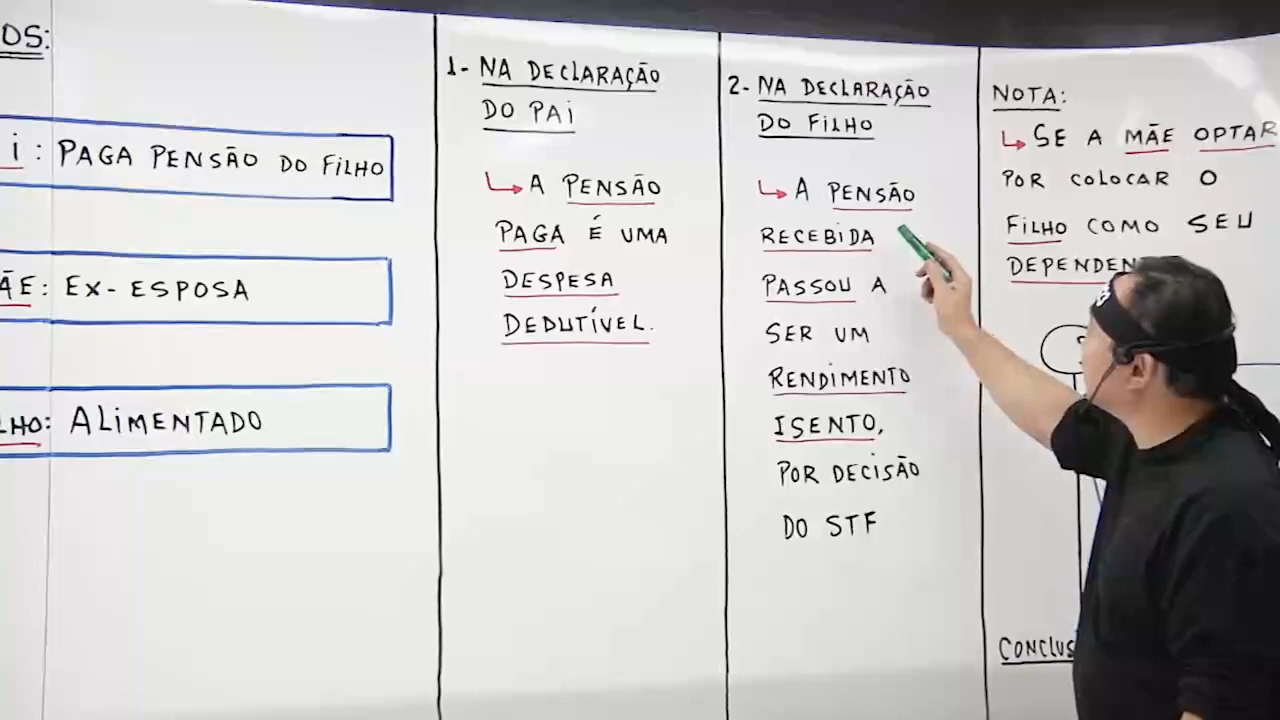 OS:
i: PAGA PENSÃO DO FILHO
ÃE: EX-ESPOSA
LHO: ALIMENTADO
1- NA DECLARAÇÃO
DO PAI
↳ A PENSÃO
PAGA É UMA
DESPESA
DEDUTÍVEL.
2- NA DECLARAÇÃO
DO FILHO
↳ A PENSÃO
RECEBIDA
PASSOU A
SER UM
RENDIMENTO
ISENTO,
POR DECISÃO
DO STF
NOTA:
↳ SE A MÃE OPTAR
POR COLOCAR O
FILHO COMO SEU
DEPENDEN
CONCLUS